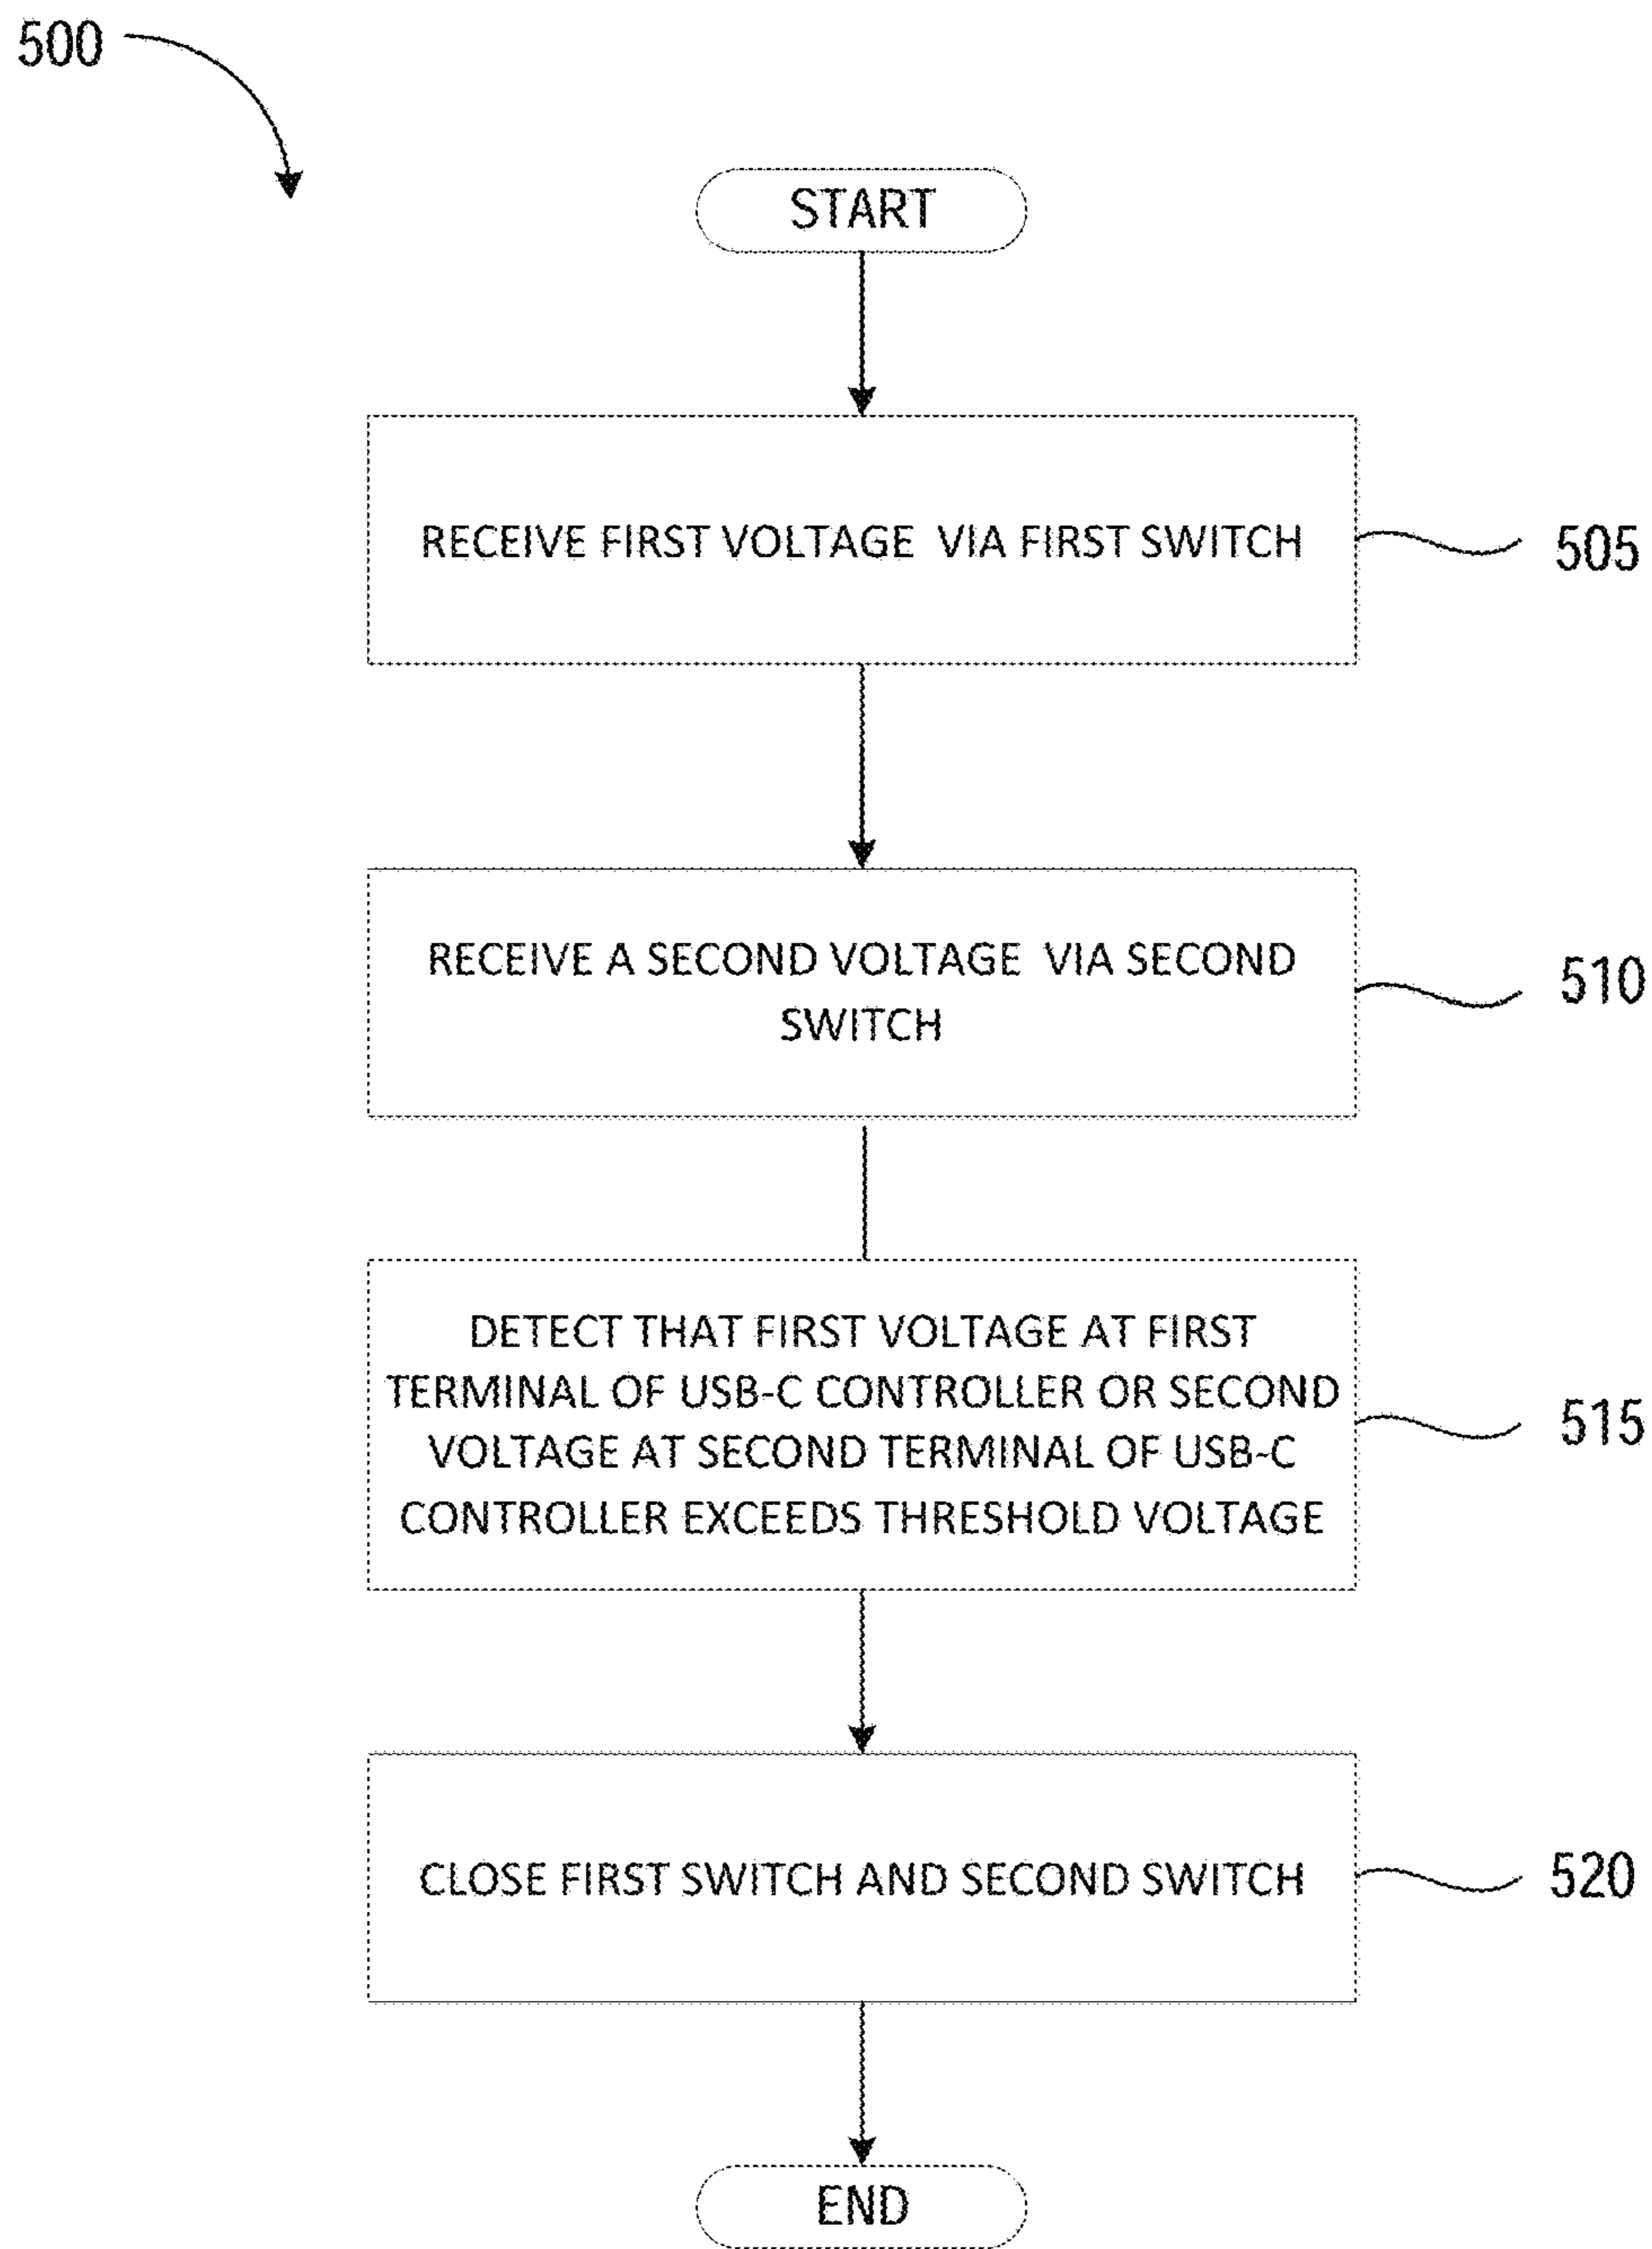 500
START
RECEIVE FIRST VOLTAGE VIA FIRST SWITCH
505
RECEIVE A SECOND VOLTAGE VIA SECOND
SWITCH
510
DETECT THAT FIRST VOLTAGE AT FIRST
TERMINAL OF USB-C CONTROLLER OR SECOND
VOLTAGE AT SECOND TERMINAL OF USB-C
CONTROLLER EXCEEDS THRESHOLD VOLTAGE
515
CLOSE FIRST SWITCH AND SECOND SWITCH
520
END